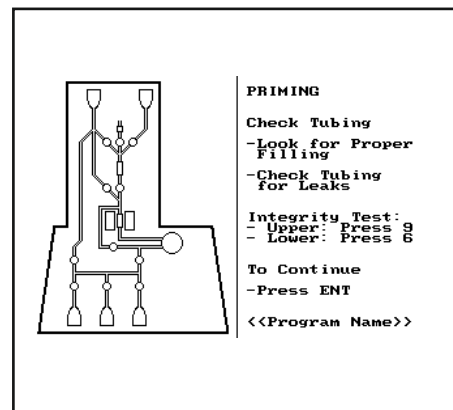 PRIMING
Check Tubing
-Look for Proper
Filling
-Check Tubing
for Leaks
Integrity Test:
- Upper: Press 9
- Lower: Press 6
To Continue
-Press ENT
<<Program Name>>